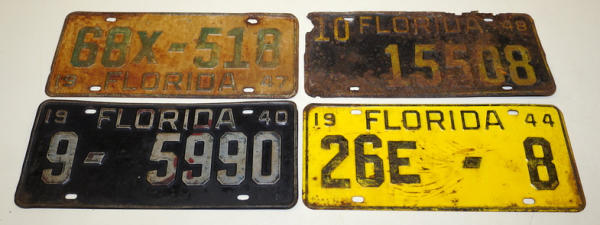 68X-518
19 FLORIDA 47
10 FLORIDA 48
15508
19 FLORIDA 40
9- 5990
19 FLORIDA 44
26E - 8